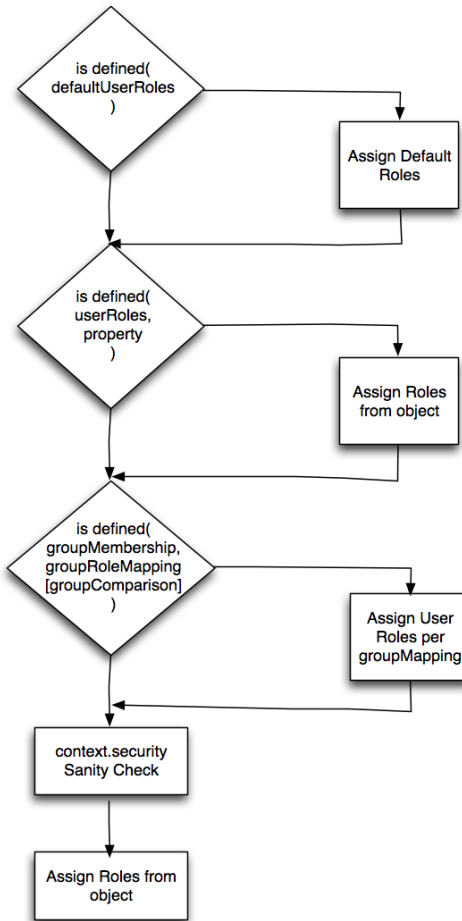 is defined(
defaultUserRoles
)
Assign Default
Roles
is defined(
userRoles,
property
)
Assign Roles
from object
is defined(
groupMembership,
groupRoleMapping
[groupComparison]
)
Assign User
Roles per
groupMapping
context.security
Sanity Check
Assign Roles from
object